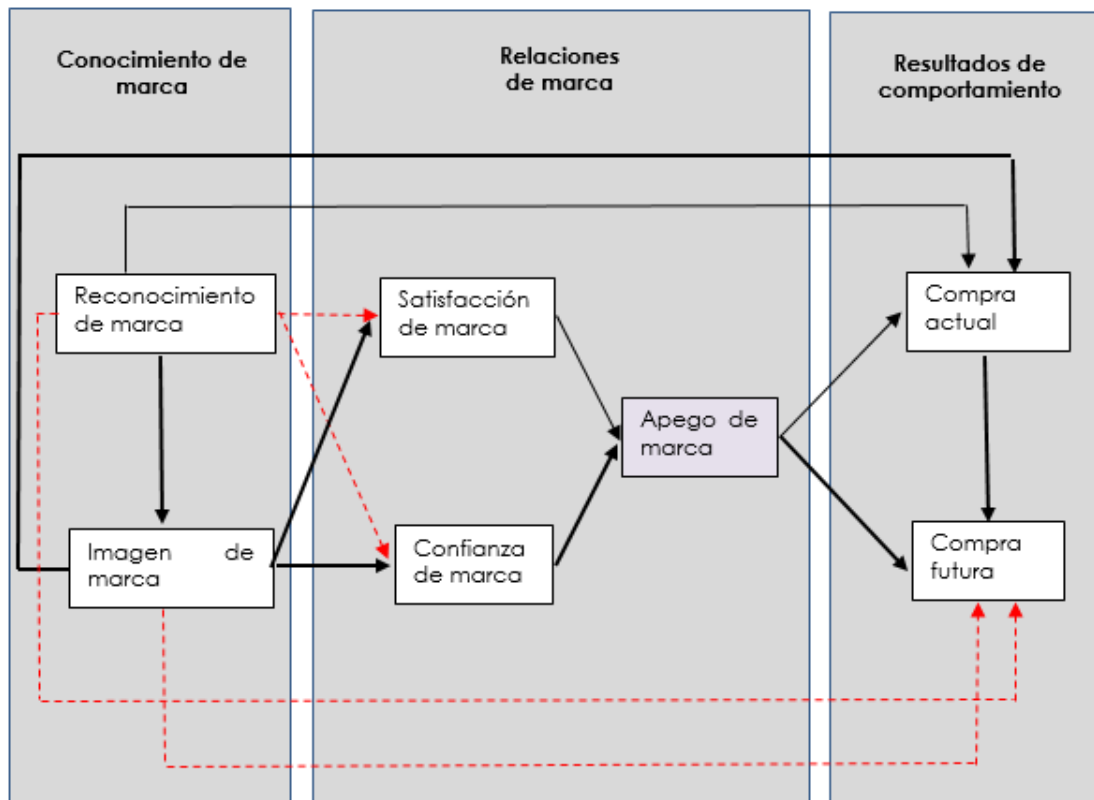 Conocimiento de
marca
Relaciones
de marca
Resultados de
comportamiento
Reconocimiento
de marca
Satisfacción
de marca
Compra
actual
Apego de
marca
Imagen de
marca
Confianza
de marca
Compra
futura